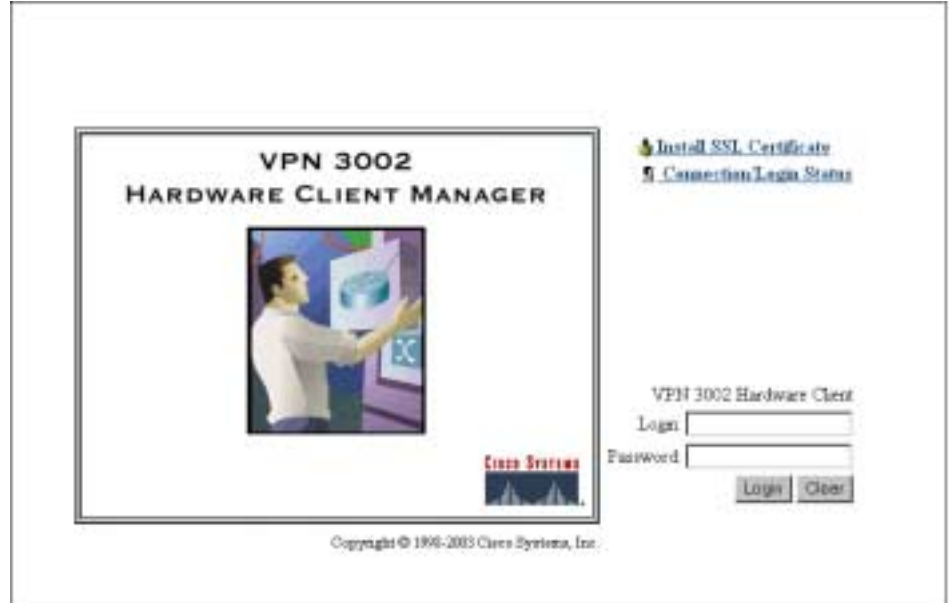 VPN 3002
HARDWARE CLIENT MANAGER
CISCO SYSTEMS
Install SSL Certificate
Connection/Login Status
VPN 3002 Hardware Client
Login
Password
Login Clear
Copyright © 1998-2003 Cisco Systems, Inc.